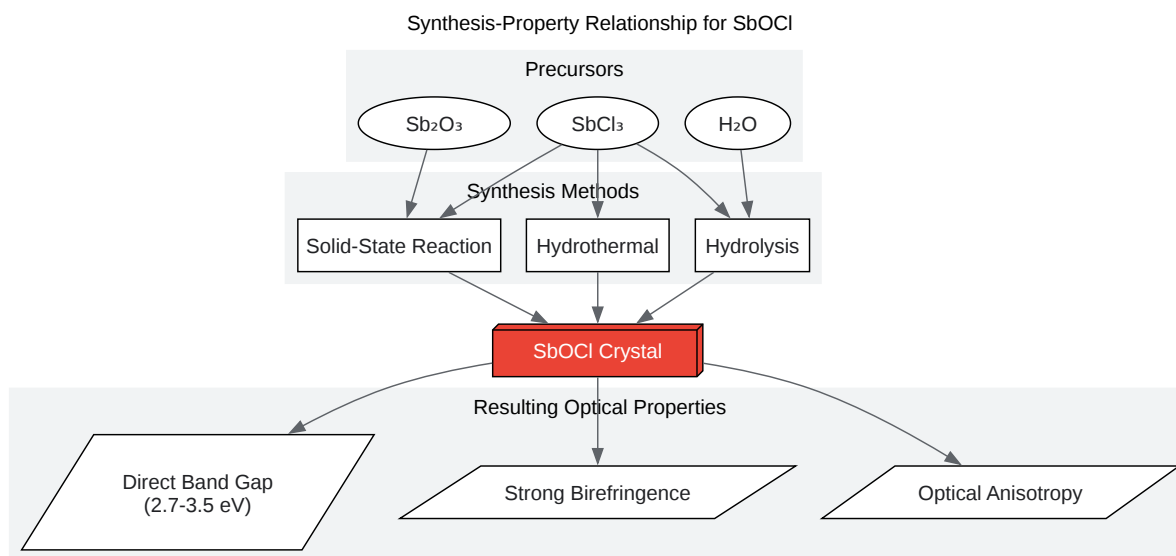 Synthesis-Property Relationship for SbOCl
Precursors
Sb₂O₃
SbCl₃
H₂O
Synthesis Methods
Solid-State Reaction
Hydrothermal
Hydrolysis
SbOCl Crystal
Resulting Optical Properties
Direct Band Gap
(2.7-3.5 eV)
Strong Birefringence
Optical Anisotropy